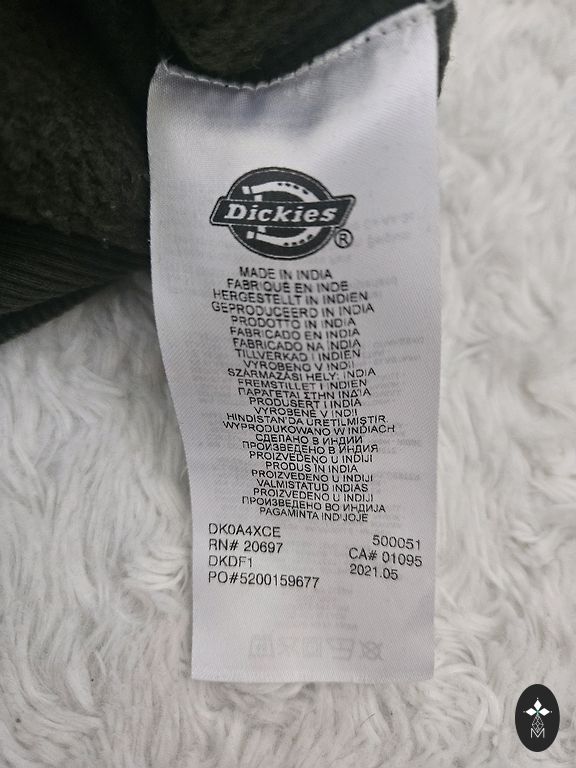 Dickies®
MADE IN INDIA
FABRIQUÉ EN INDE
HERGESTELLT IN INDIEN
GEPRODUCEERD IN INDIA
PRODOTTO IN INDIA
FABRICADO EN INDIA
FABRICADO NA INDIA
TILLVERKAD I INDIEN
VYROBENO V INDII
SZÁRMAZÁSI HELY: INDIA
FREMSTILLET I INDIEN
ΠΑΡΑΓΕΤΑΙ ΣΤΗΝ ΙΝΔΙΑ
PRODUSERT I INDIA
VYROBENÉ V INDII
HINDISTAN'DA ÜRETILMIŞTIR
WYPRODUKOWANO W INDIACH
СДЕЛАНО В ИНДИИ
ПРОИЗВЕДЕНО В ИНДИЯ
PROIZVEDENO U INDIJI
PRODUS ÎN INDIA
PROIZVEDENO U INDIJI
VALMISTATUD INDIAS
PROIZVEDENO U INDIJI
ПРОИЗВЕДЕНО ВО ИНДИЈА
PAGAMINTA INDIJOJE
DK0A4XCE 500051
RN# 20697 CA# 01095
DKDF1 2021.05
PO#5200159677
M